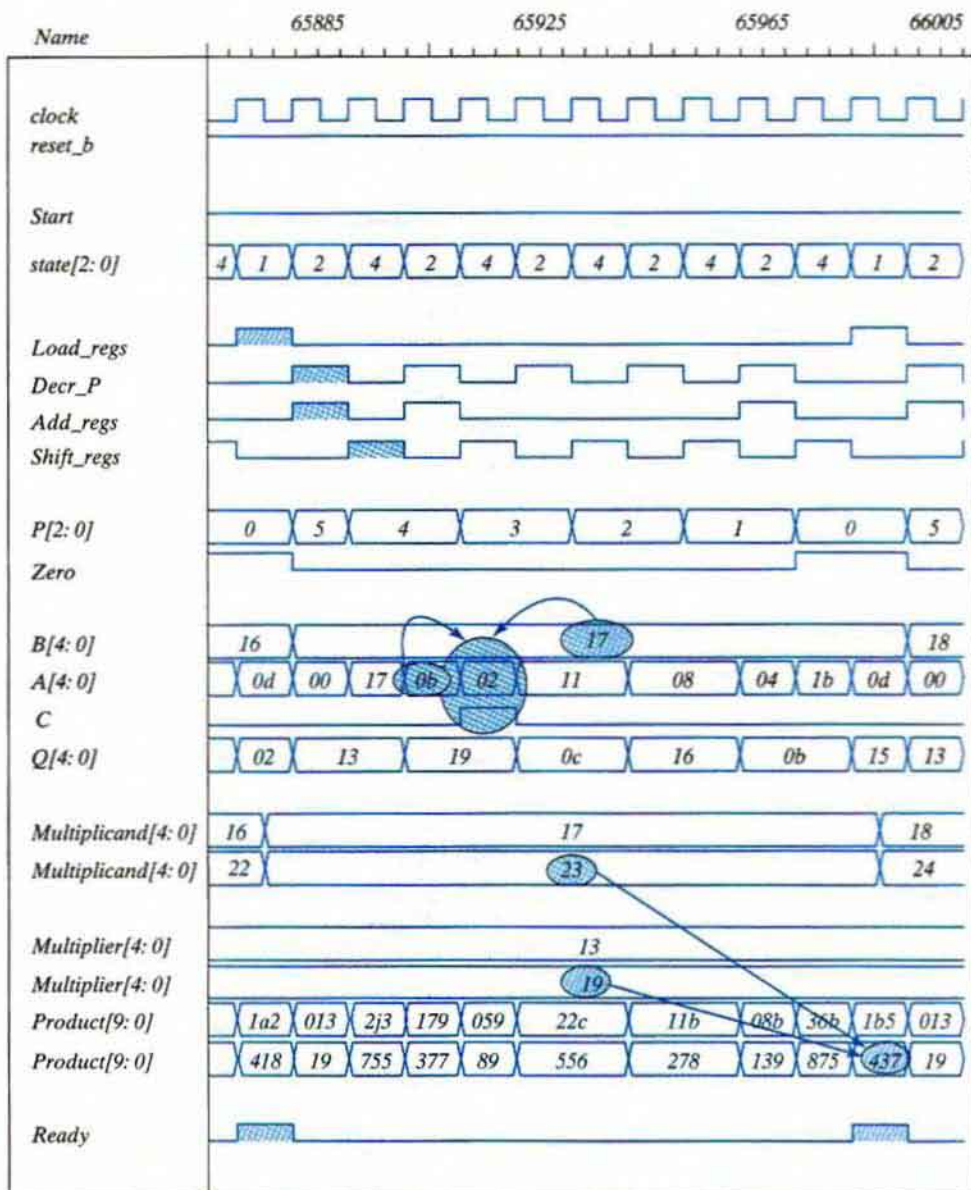 65885 65925 65965 66005
Name
clock
reset_b
Start
state[2: 0] 4 1 2 4 2 4 2 4 2 4 2 4 1 2
Load_regs
Decr_P
Add_regs
Shift_regs
P[2: 0] 0 5 4 3 2 1 0 5
Zero
B[4: 0] 16 17 18
A[4: 0] 0d 00 17 0b 02 11 08 04 1b 0d 00
C
Q[4: 0] 02 13 19 0c 16 0b 15 13
Multiplicand[4: 0] 16 17 18
Multiplicand[4: 0] 22 23 24
Multiplier[4: 0] 13
Multiplier[4: 0] 19
Product[9: 0] 1a2 013 2j3 179 059 22c 11b 08b 36b 1b5 013
Product[9: 0] 418 19 755 377 89 556 278 139 875 437 19
Ready